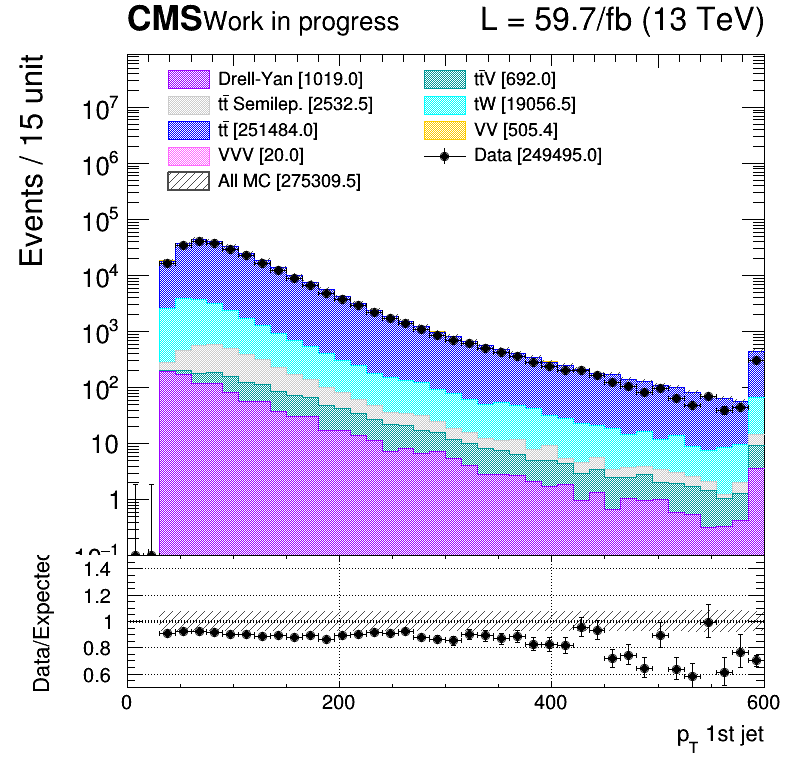 CMS Work in progress L = 59.7/fb (13 TeV)
Events / 15 unit
Drell-Yan [1019.0] tt̄V [692.0]
tt̄ Semilep. [2532.5] tW [19056.5]
tt̄ [251484.0] VV [505.4]
VVV [20.0] Data [249495.0]
All MC [275309.5]
10⁷
10⁶
10⁵
10⁴
10³
10²
10
1
10⁻¹
Data/Expected
1.4
1.2
1
0.8
0.6
0 200 400 600
p_T 1st jet